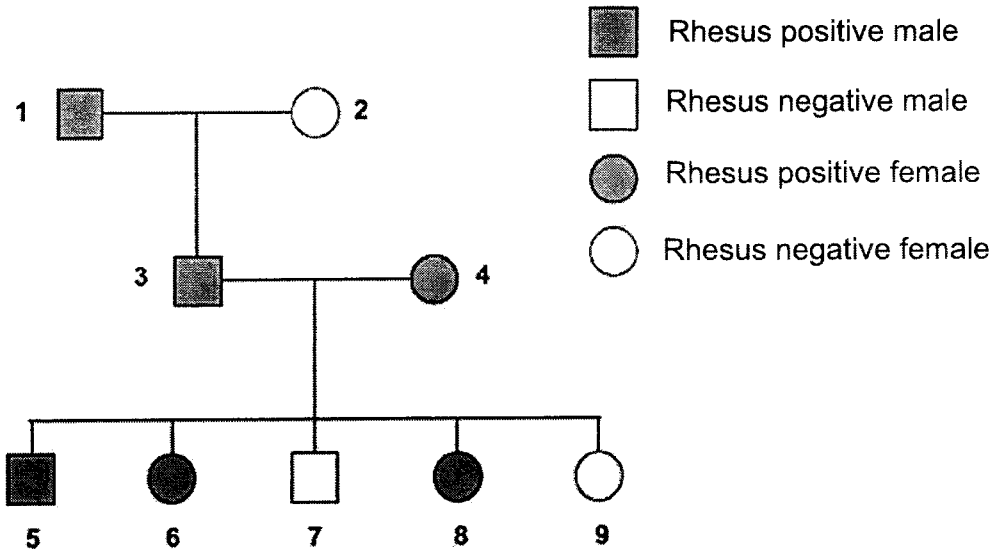 Rhesus positive male
Rhesus negative male
Rhesus positive female
Rhesus negative female
1
2
3
4
5
6
7
8
9